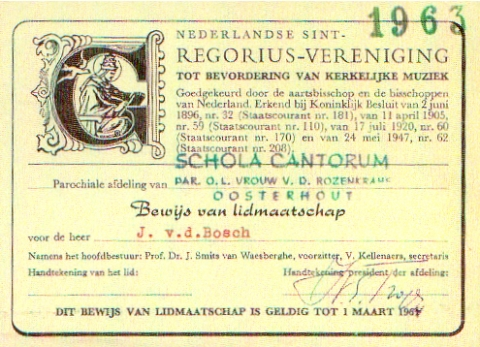 1963
NEDERLANDSE SINT-
GREGORIUS-VERENIGING
TOT BEVORDERING VAN KERKELIJKE MUZIEK
Goedgekeurd door de aartsbisschop en de bisschoppen
van Nederland. Erkend bij Koninklijk Besluit van 2 juni
1896, nr. 32 (Staatscourant nr. 181), van 11 april 1905,
nr. 59 (Staatscourant nr. 110), van 17 juli 1920, nr. 60
(Staatscourant nr. 170) en van 24 mei 1947, nr. 62
(Staatscourant nr. 208).
SCHOLA CANTORUM
Parochiale afdeling van PAR. O. L. VROUW V. D. ROZENKRANS
OOSTERHOUT
Bewijs van lidmaatschap
voor de heer J. v.d.Bosch
Namens het hoofdbestuur: Prof. Dr. J. Smits van Waesberghe, voorzitter, V. Kellenaers, secretaris
Handtekening van het lid: Handtekening president der afdeling:
DIT BEWIJS VAN LIDMAATSCHAP IS GELDIG TOT 1 MAART